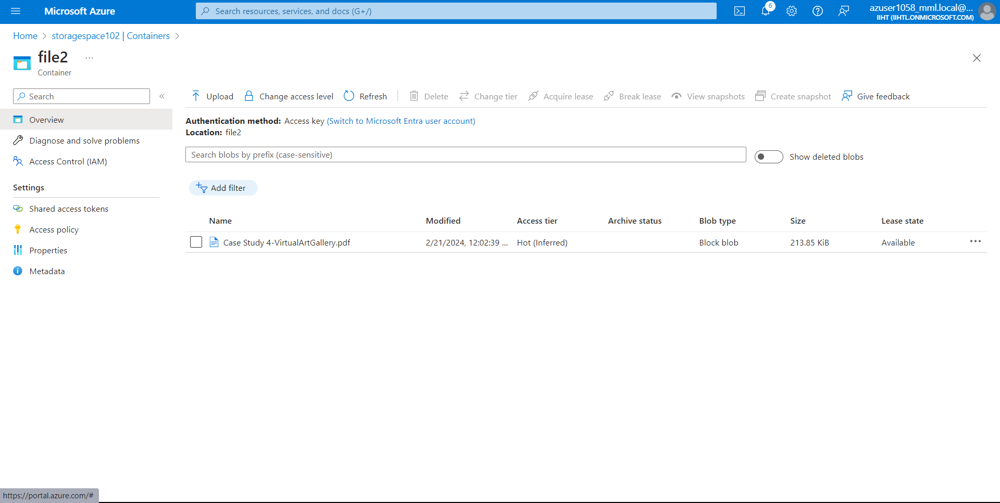 Microsoft Azure
Search resources, services, and docs (G+/)
6
azuser1058_mml.local@...
IIHT (IIHTL.ONMICROSOFT.COM)
Home > storagespace102 | Containers >
file2 ...
Container
Search «
Upload Change access level Refresh Delete Change tier Acquire lease Break lease View snapshots Create snapshot Give feedback
Overview
Diagnose and solve problems
Access Control (IAM)
Settings
Shared access tokens
Access policy
Properties
Metadata
Authentication method: Access key (Switch to Microsoft Entra user account)
Location: file2
Search blobs by prefix (case-sensitive)
Show deleted blobs
Add filter
Name Modified Access tier Archive status Blob type Size Lease state
Case Study 4-VirtualArtGallery.pdf 2/21/2024, 12:02:39 ... Hot (Inferred) Block blob 213.85 KiB Available ...
https://portal.azure.com/#